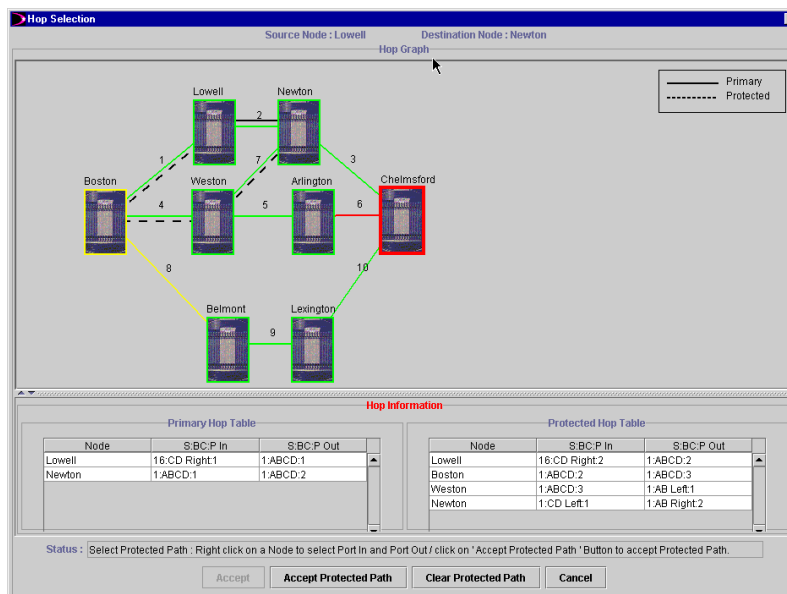 Hop Selection
Source Node : Lowell Destination Node : Newton
Hop Graph
Primary
Protected
Lowell Newton
2
1 7 3
Boston Weston Arlington Chelmsford
4 5 6
8 10
Belmont Lexington
9
Hop Information
Primary Hop Table
Node S:BC:P In S:BC:P Out
Lowell 16:CD Right:1 1:ABCD:1
Newton 1:ABCD:1 1:ABCD:2
Protected Hop Table
Node S:BC:P In S:BC:P Out
Lowell 16:CD Right:2 1:ABCD:2
Boston 1:ABCD:2 1:ABCD:3
Weston 1:ABCD:3 1:AB Left:1
Newton 1:CD Left:1 1:AB Right:2
Status : Select Protected Path : Right click on a Node to select Port In and Port Out / click on ' Accept Protected Path ' Button to accept Protected Path.
Accept Accept Protected Path Clear Protected Path Cancel